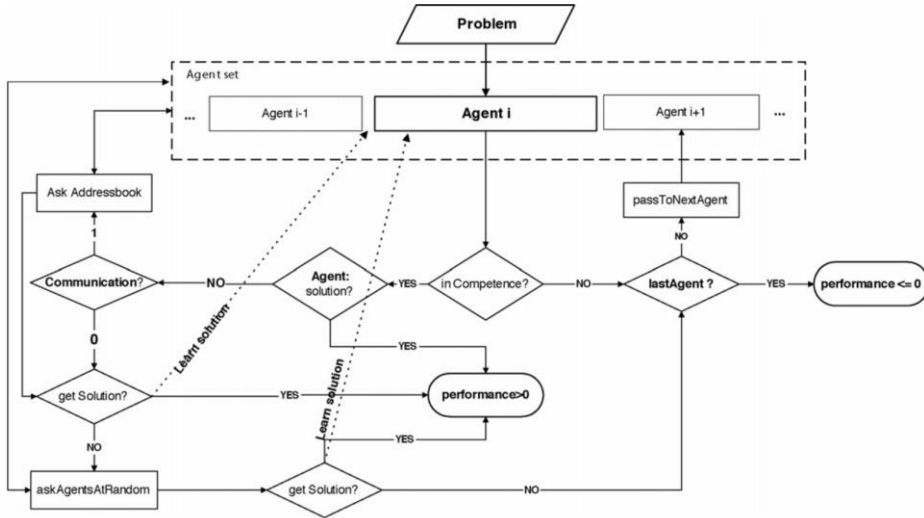 Problem
Agent set
...
Agent i-1
Agent i
Agent i+1
...
Ask Addressbook
passToNextAgent
1
NO
Communication?
NO
Agent:
solution?
YES
in Competence?
NO
lastAgent ?
YES
performance <= 0
0
Learn solution
YES
get Solution?
YES
Learn solution
performance>0
NO
YES
askAgentsAtRandom
get Solution?
NO